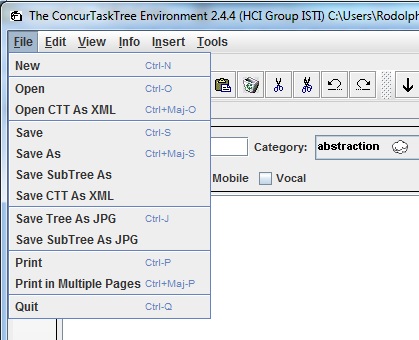 The ConcurTaskTree Environment 2.4.4 (HCI Group ISTI) C:\Users\Rodolph
File Edit View Info Insert Tools
New Ctrl-N
Open Ctrl-O
Open CTT As XML Ctrl+Maj-O
Save Ctrl-S
Save As Ctrl+Maj-S
Category: abstraction
Save SubTree As
Mobile Vocal
Save CTT As XML
Save Tree As JPG Ctrl-J
Save SubTree As JPG
Print Ctrl-P
Print in Multiple Pages Ctrl+Maj-P
Quit Ctrl-Q